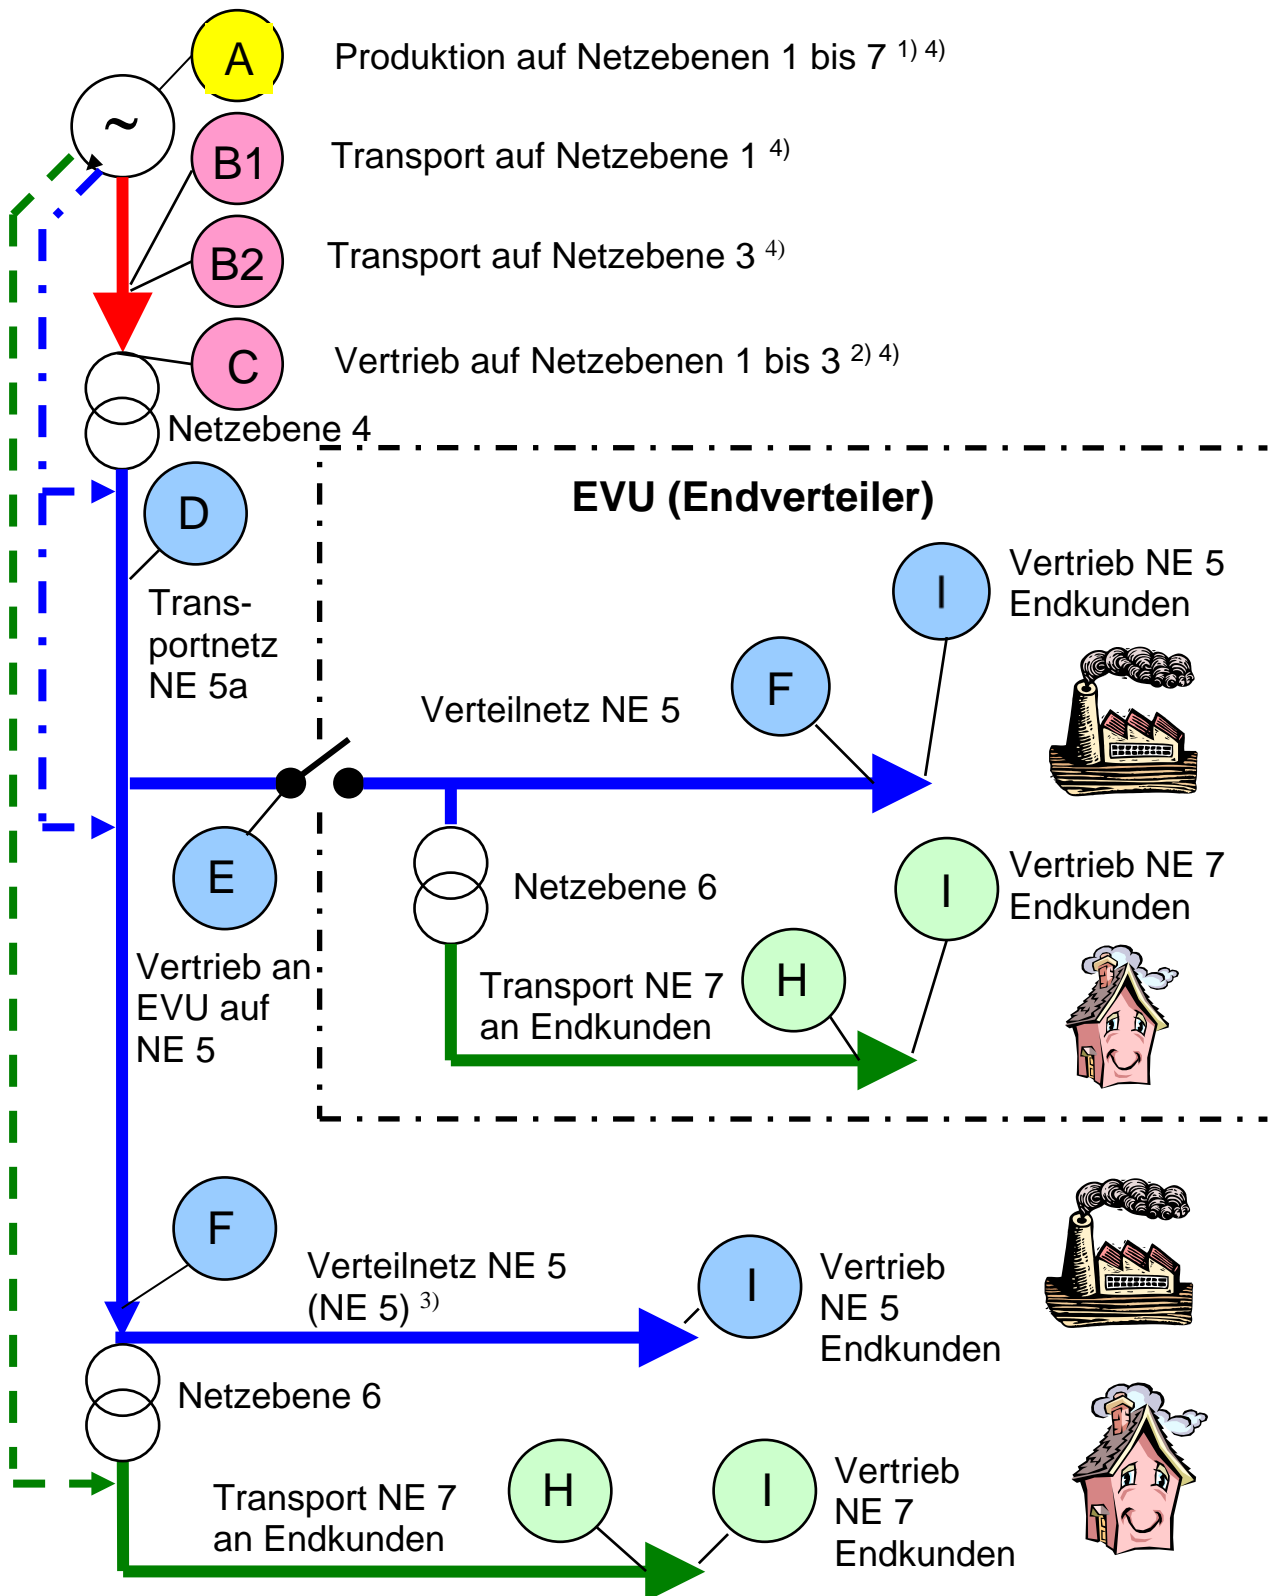 A
Produktion auf Netzebenen 1 bis 7 1) 4)
~
B1
Transport auf Netzebene 1 4)
B2
Transport auf Netzebene 3 4)
C
Vertrieb auf Netzebenen 1 bis 3 2) 4)
Netzebene 4
D
Trans-
portnetz
NE 5a
EVU (Endverteiler)
I
Vertrieb NE 5
Endkunden
F
Verteilnetz NE 5
E
Vertrieb an
EVU auf
NE 5
Netzebene 6
I
Vertrieb NE 7
Endkunden
H
Transport NE 7
an Endkunden
F
Verteilnetz NE 5
(NE 5) 3)
I
Vertrieb
NE 5
Endkunden
Netzebene 6
Transport NE 7
an Endkunden
H
I
Vertrieb
NE 7
Endkunden